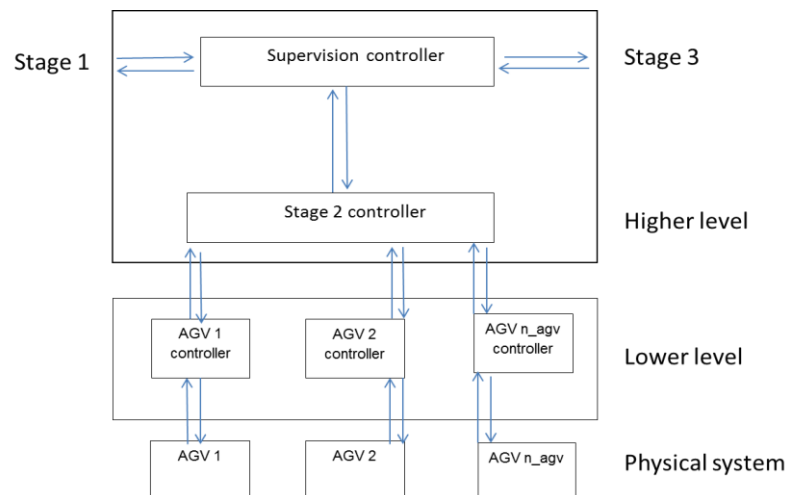 Supervision controller
Stage 1
Stage 3
Stage 2 controller
Higher level
AGV 1
controller
AGV 2
controller
AGV n_agv
controller
Lower level
AGV 1
AGV 2
AGV n_agv
Physical system